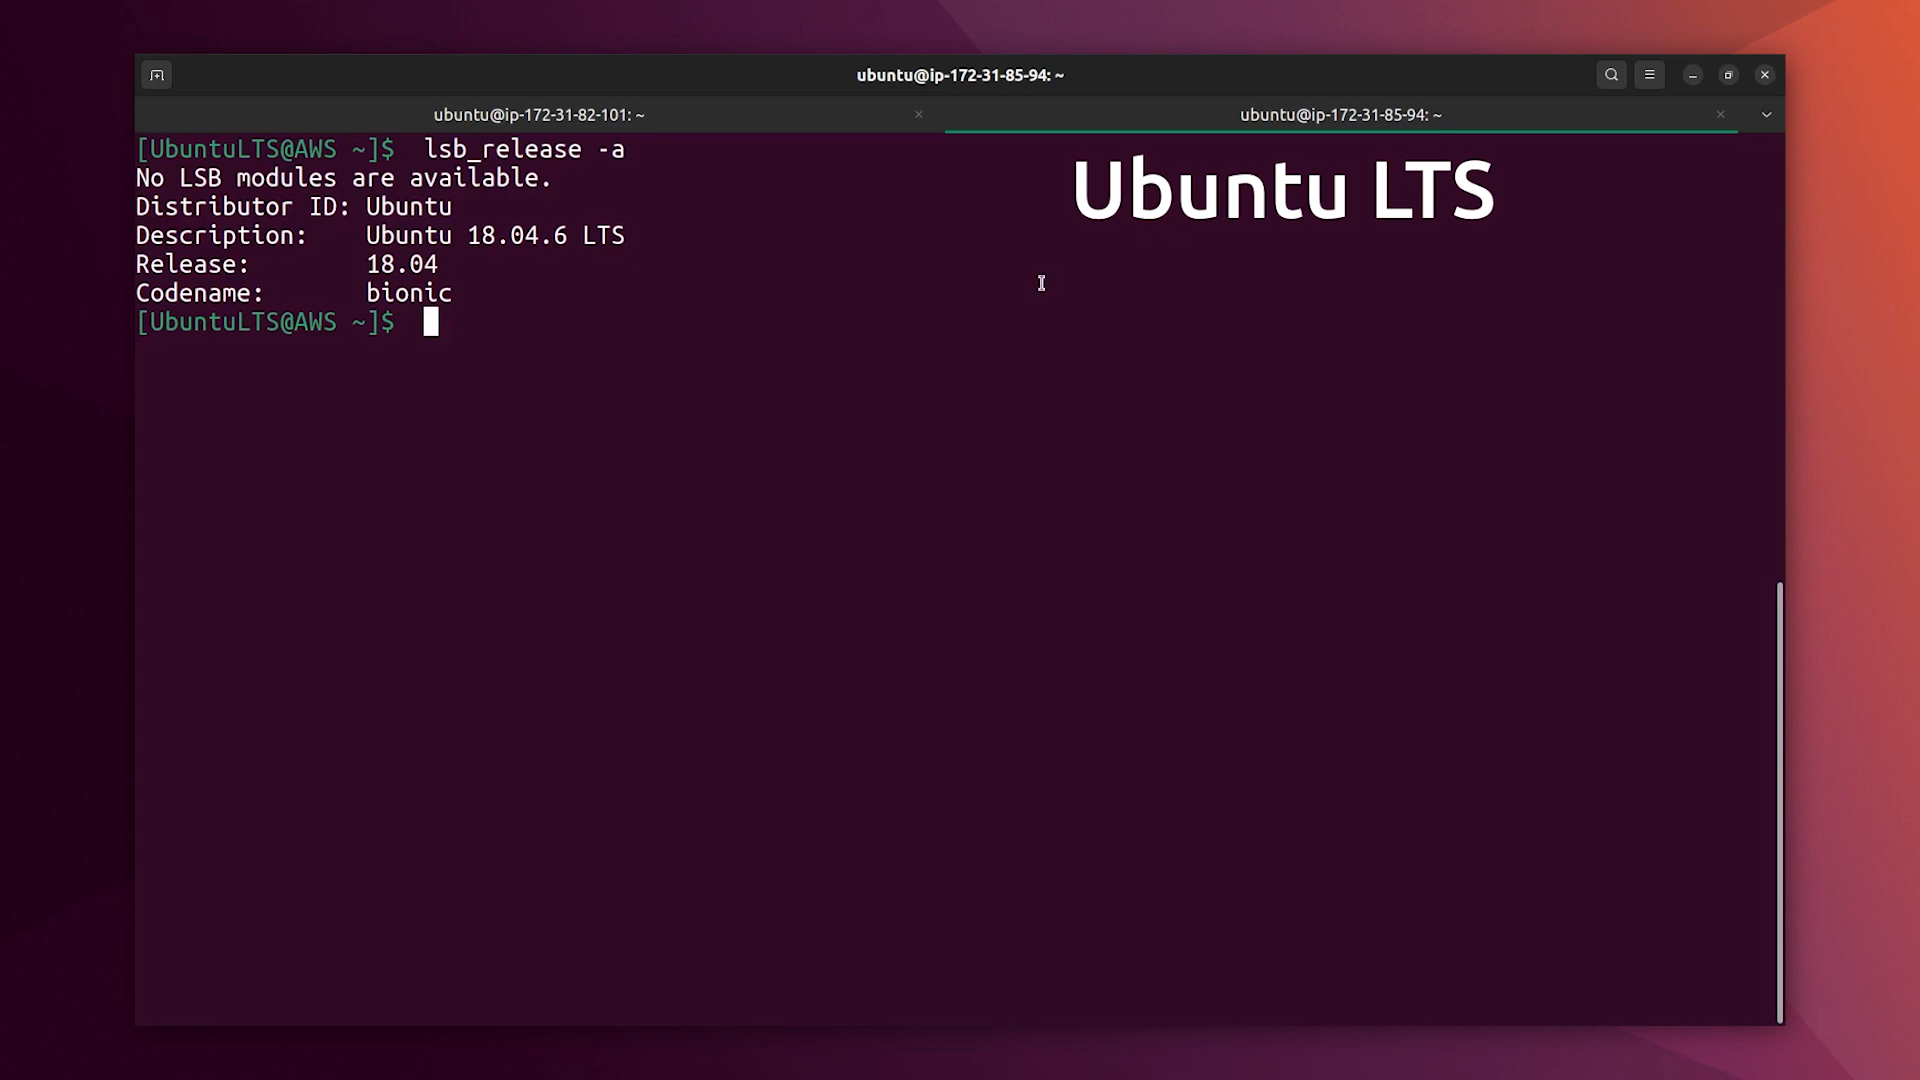 ubuntu@ip-172-31-85-94: ~
ubuntu@ip-172-31-82-101: ~
ubuntu@ip-172-31-85-94: ~
[UbuntuLTS@AWS ~]$  lsb_release -a
No LSB modules are available.
Distributor ID: Ubuntu
Description:    Ubuntu 18.04.6 LTS
Release:        18.04
Codename:       bionic
[UbuntuLTS@AWS ~]$
Ubuntu LTS